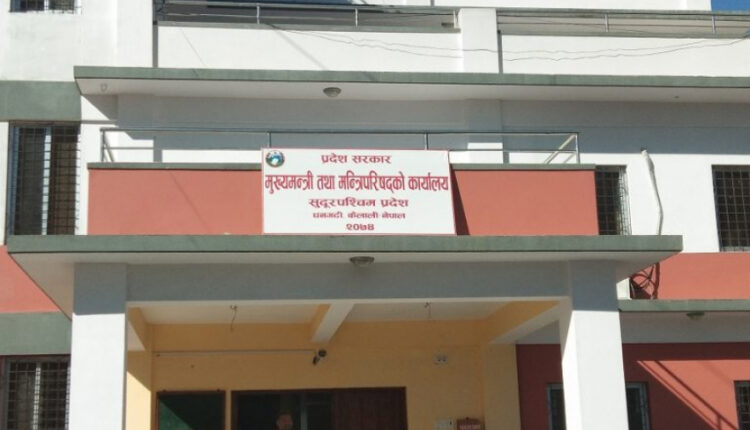 प्रदेश सरकार
मुख्यमन्त्री तथा मन्त्रिपरिषद्को कार्यालय
सुदूरपश्चिम प्रदेश
धनगढी, कैलाली नेपाल
२०७४